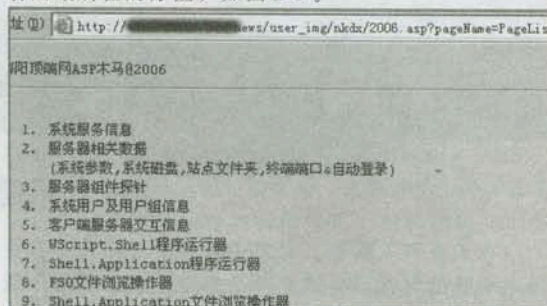 址(D) http:// ews/user_img/nkdx/2006.asp?pageName=PageLis
阳顶端网ASP木马@2006
1. 系统服务信息
2. 服务器相关数据
(系统参数,系统磁盘,站点文件夹,终端端口&自动登录)
3. 服务器组件探针
4. 系统用户及用户组信息
5. 客户端服务器交互信息
6. WScript.Shell程序运行器
7. Shell.Application程序运行器
8. FSO文件浏览操作器
9. Shell.Application文件浏览操作器